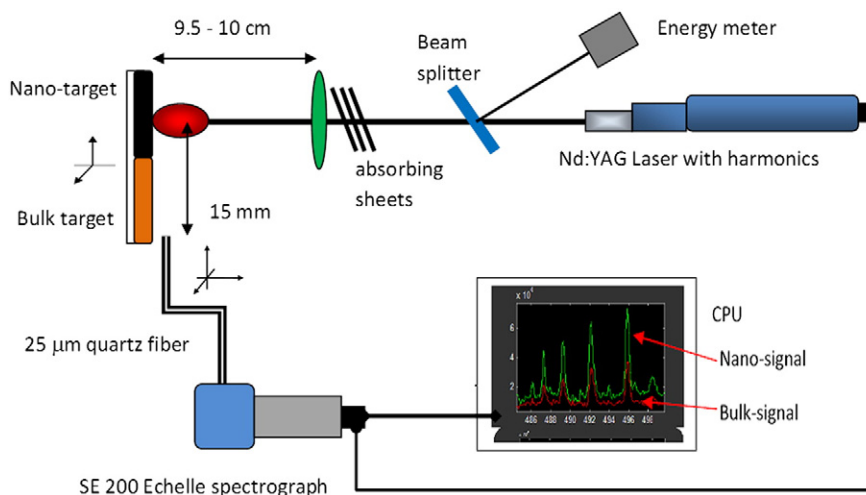 9.5 - 10 cm
Beam
splitter
Energy meter
Nano-target
absorbing
sheets
Nd:YAG Laser with harmonics
Bulk target
15 mm
25 µm quartz fiber
CPU
Nano-signal
Bulk-signal
6
4
2
486 488 490 492 494 496 498
SE 200 Echelle spectrograph